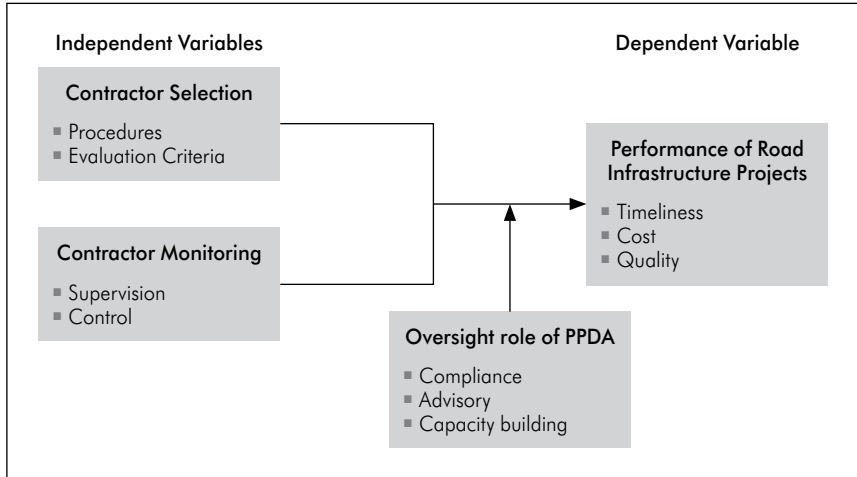 Independent Variables
Dependent Variable
Contractor Selection
▪ Procedures
▪ Evaluation Criteria
Contractor Monitoring
▪ Supervision
▪ Control
Performance of Road
Infrastructure Projects
▪ Timeliness
▪ Cost
▪ Quality
Oversight role of PPDA
▪ Compliance
▪ Advisory
▪ Capacity building